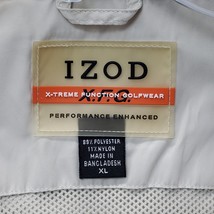 IZOD
X.F.G.
X-TREME FUNCTION GOLFWEAR
PERFORMANCE ENHANCED
89% POLYESTER
11% NYLON
MADE IN
BANGLADESH
XL